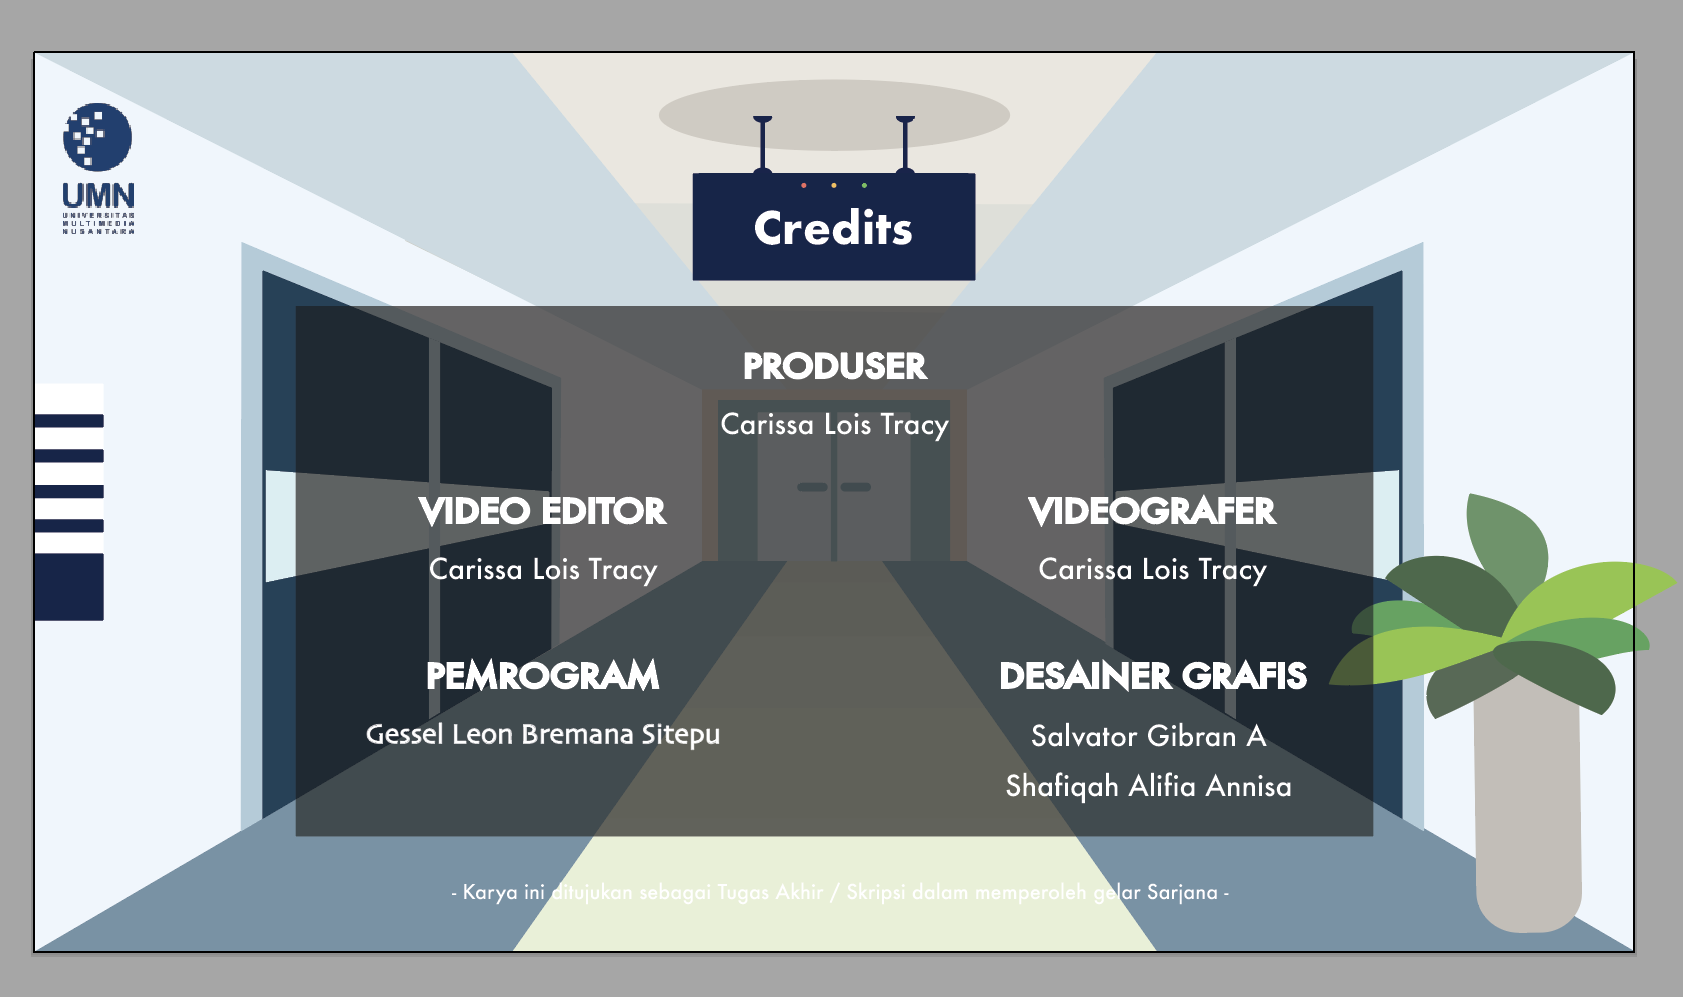 UMN
UNIVERSITAS
MULTIMEDIA
NUSANTARA
Credits
PRODUSER
Carissa Lois Tracy
VIDEO EDITOR
Carissa Lois Tracy
VIDEOGRAFER
Carissa Lois Tracy
PEMROGRAM
Gessel Leon Bremana Sitepu
DESAINER GRAFIS
Salvator Gibran A
Shafiqah Alifia Annisa
- Karya ini ditujukan sebagai Tugas Akhir / Skripsi dalam memperoleh gelar Sarjana -